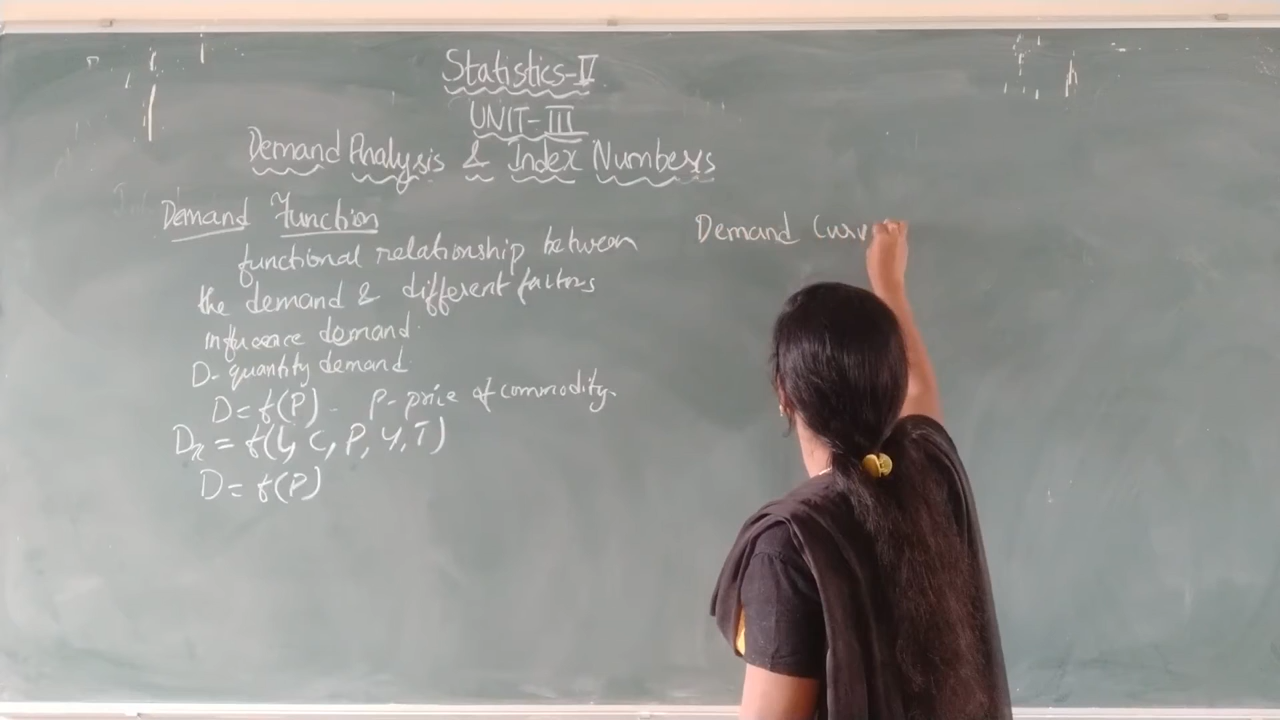 Statistics-V
UNIT-III
Demand Analysis & Index Numbers
Demand Function
functional relationship between
the demand & different factors
influence demand.
D- quantity demand
D = f(P) - P- price of commodity.
= f( C, P, Y, T)
D = f(P)
Demand Curv